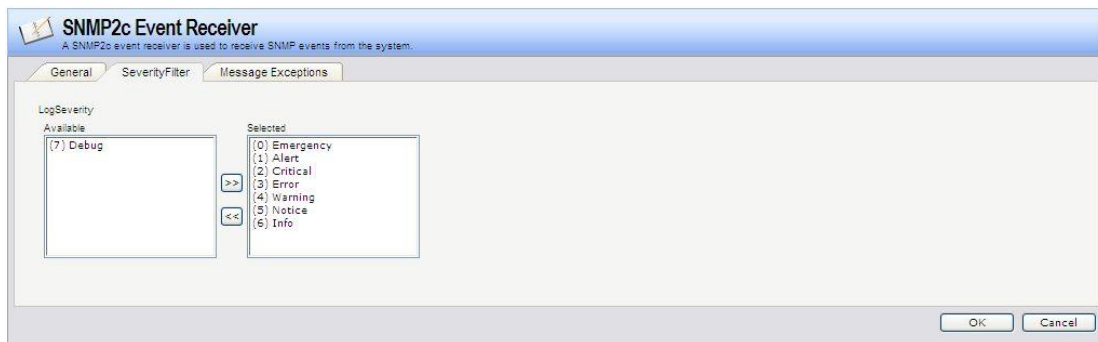 SNMP2c Event Receiver
A SNMP2c event receiver is used to receive SNMP events from the system.
General SeverityFilter Message Exceptions
LogSeverity
Available Selected
(7) Debug
(0) Emergency
(1) Alert
(2) Critical
(3) Error
(4) Warning
(5) Notice
(6) Info
>>
<<
OK Cancel